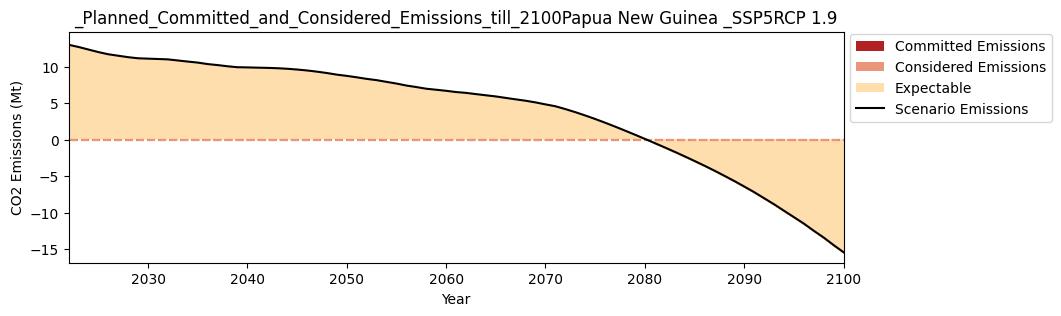 _Planned_Committed_and_Considered_Emissions_till_2100Papua New Guinea _SSP5RCP 1.9
Committed Emissions
Considered Emissions
Expectable
Scenario Emissions
CO2 Emissions (Mt)
10
5
0
−5
−10
−15
2030 2040 2050 2060 2070 2080 2090 2100
Year